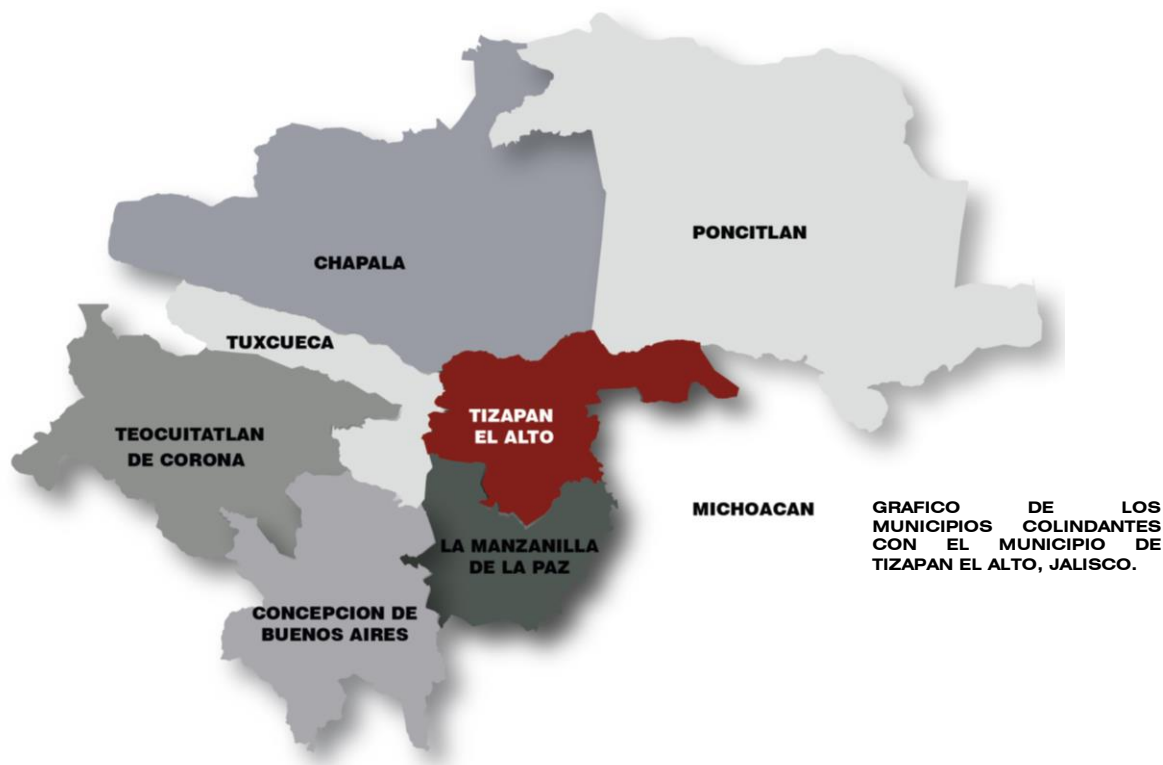 PONCITLAN
CHAPALA
TUXCUECA
TIZAPAN
EL ALTO
TEOCUITATLAN
DE CORONA
MICHOACAN
GRAFICO DE LOS
MUNICIPIOS COLINDANTES
CON EL MUNICIPIO DE
TIZAPAN EL ALTO, JALISCO.
LA MANZANILLA
DE LA PAZ
CONCEPCION DE
BUENOS AIRES